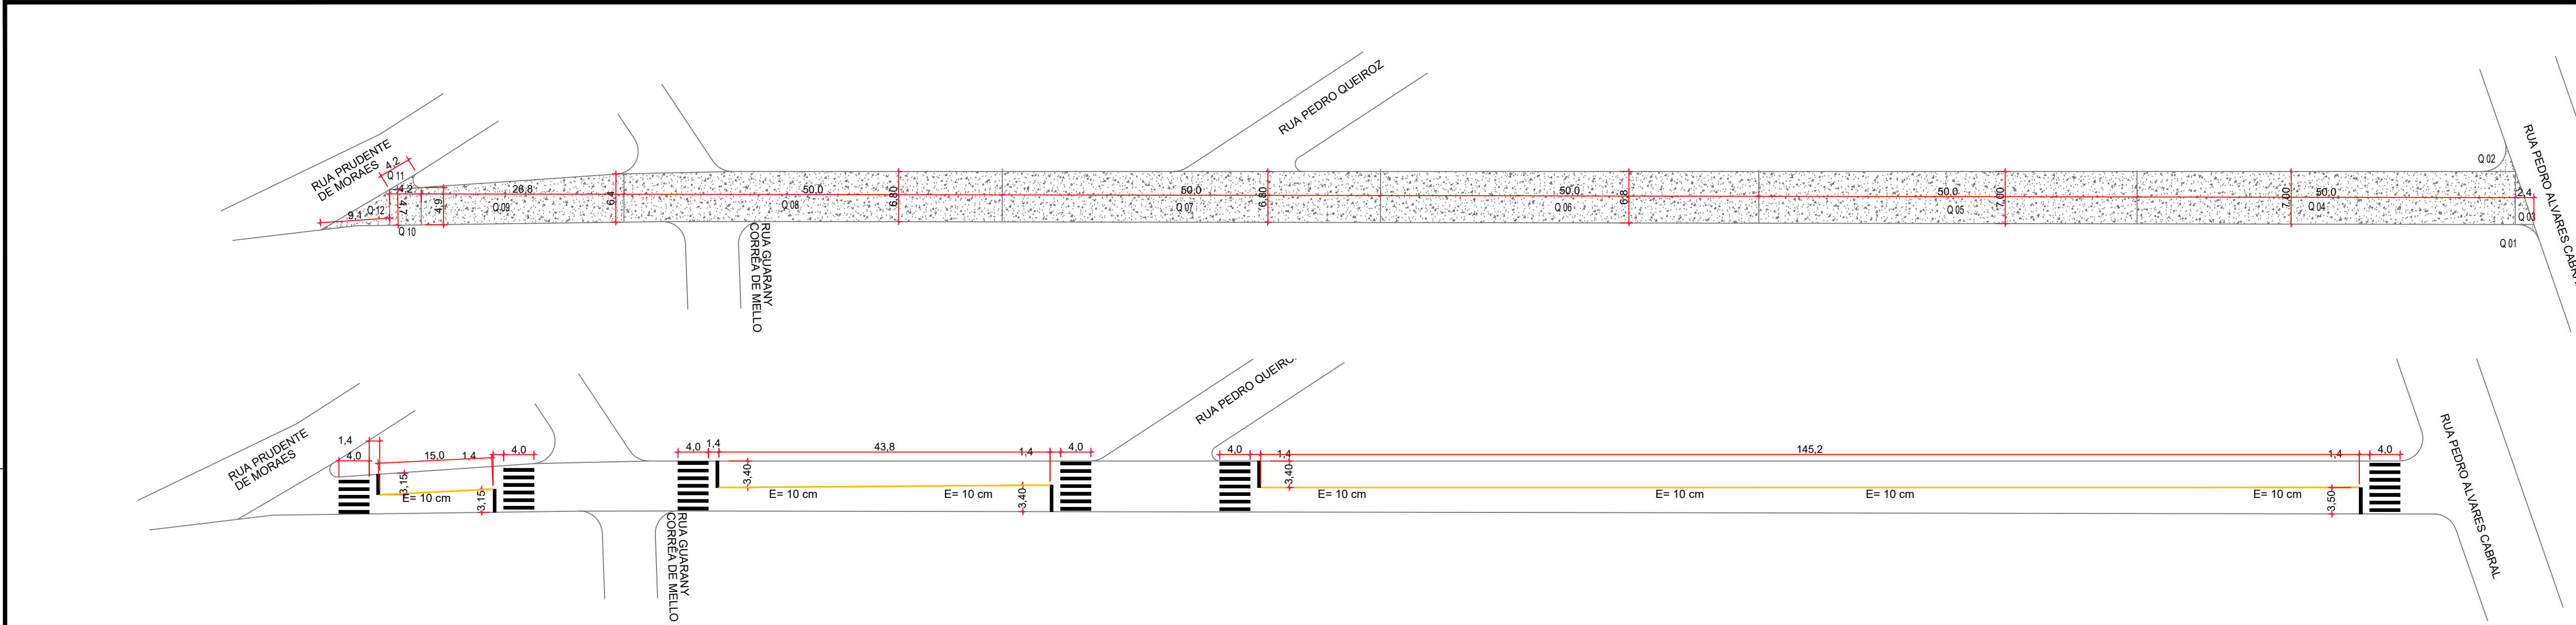 RUA PEDRO QUEIROZ
RUA PRUDENTE
DE MORAES
4,2
Q 11
4,2
9,1
Q 12
4,7
4,9
Q 10
26,8
Q 09
6,4
50,0
Q 08
6,80
RUA GUARANY
CORRÊA DE MELLO
50,0
Q 07
6,80
50,0
Q 06
6,8
50,0
Q 05
7,00
7,00
50,0
Q 04
2,4
Q 03
Q 02
Q 01
RUA PEDRO ALVARES CABRA
RUA PRUDENTE
DE MORAES
1,4
4,0
15,0
1,4
4,0
3,15
E= 10 cm
3,15
RUA GUARANY
CORRÊA DE MELLO
4,0
1,4
43,8
1,4
4,0
3,40
E= 10 cm
E= 10 cm
3,40
RUA PEDRO QUEIRO
4,0
1,4
145,2
1,4
4,0
3,40
E= 10 cm
E= 10 cm
E= 10 cm
E= 10 cm
3,50
RUA PEDRO ALVARES CABRAL